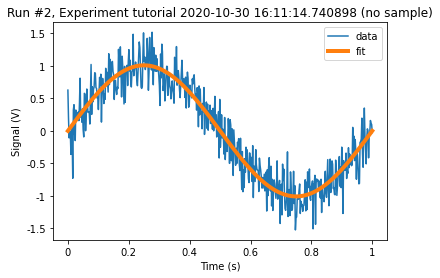 Run #2, Experiment tutorial 2020-10-30 16:11:14.740898 (no sample)
data
fit
1.5
1
0.5
0
-0.5
-1
-1.5
Signal (V)
0
0.2
0.4
0.6
0.8
1
Time (s)